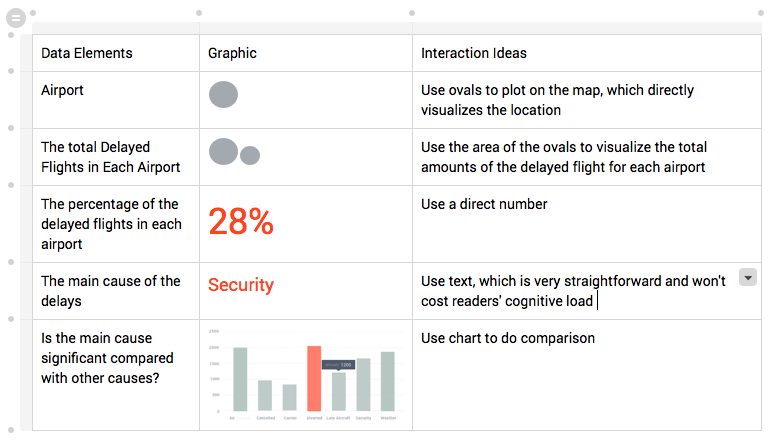 Data Elements
Graphic
Interaction Ideas
Airport
Use ovals to plot on the map, which directly
visualizes the location
The total Delayed
Flights in Each Airport
Use the area of the ovals to visualize the total
amounts of the delayed flight for each airport
The percentage of the
delayed flights in each
airport
28%
Use a direct number
The main cause of the
delays
Security
Use text, which is very straightforward and won't
cost readers' cognitive load
Is the main cause
significant compared
with other causes?
Use chart to do comparison
2500
2000
1500
1000
500
0
1200
Air
Cancelled
Carrier
Diverted
Late Aircraft
Security
Weather